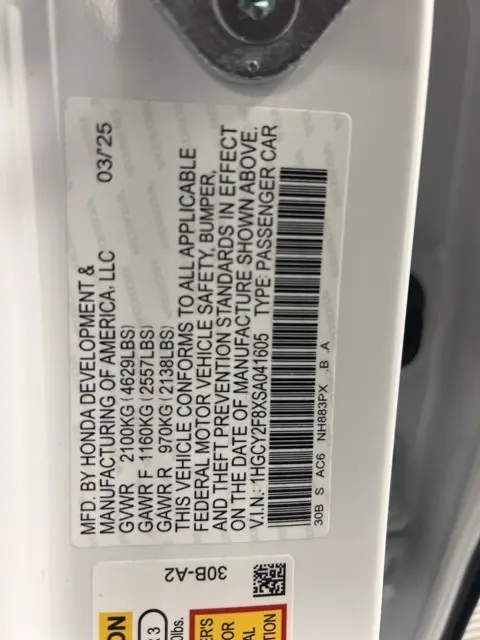 MFD. BY HONDA DEVELOPMENT &
MANUFACTURING OF AMERICA, LLC 03/25
GVWR 2100KG (4629LBS)
GAWR F 1160KG (2557LBS)
GAWR R 970KG (2138LBS)
THIS VEHICLE CONFORMS TO ALL APPLICABLE
FEDERAL MOTOR VEHICLE SAFETY, BUMPER,
AND THEFT PREVENTION STANDARDS IN EFFECT
ON THE DATE OF MANUFACTURE SHOWN ABOVE.
V.I.N.: 1HGCY2F8XSA041605 TYPE: PASSENGER CAR
30B S AC6 NH883PX .B .A
30B-A2